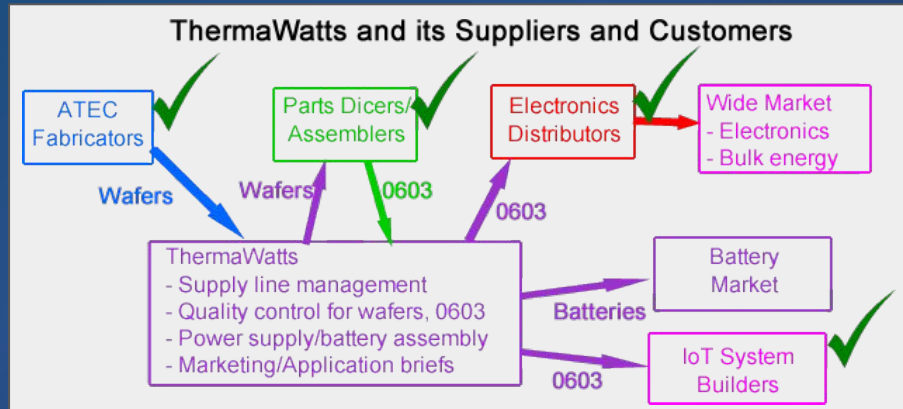 ThermaWatts and its Suppliers and Customers
ATEC
Fabricators
Parts Dicers/
Assemblers
Electronics
Distributors
Wide Market
- Electronics
- Bulk energy
Wafers
Wafers
0603
0603
ThermaWatts
- Supply line management
- Quality control for wafers, 0603
- Power supply/battery assembly
- Marketing/Application briefs
Batteries
Battery
Market
0603
IoT System
Builders